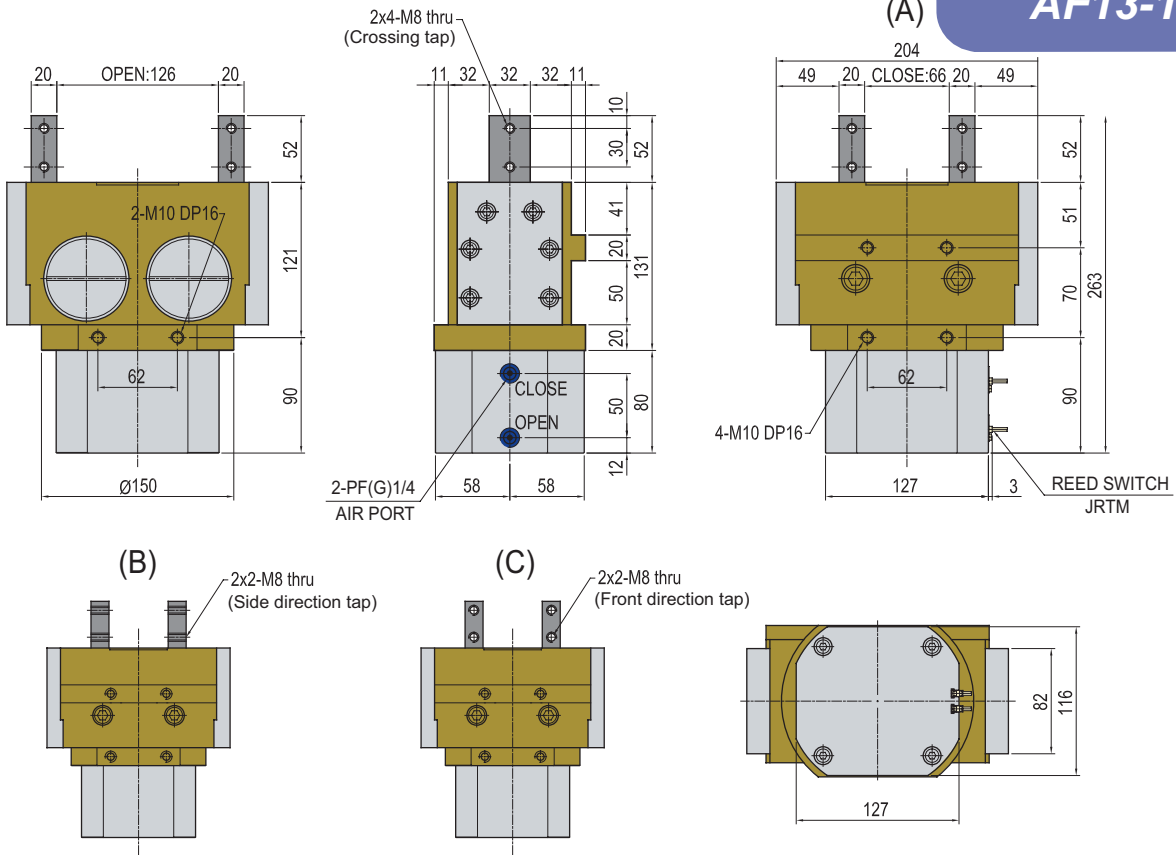 (A)
2x4-M8 thru
(Crossing tap)
20
OPEN:126
20
52
2-M10 DP16
121
62
90
Ø150
11
32
32
32
11
10
30
52
41
20
50
131
20
CLOSE
OPEN
50
80
12
2-PF(G)1/4
AIR PORT
58
58
204
49
20
CLOSE:66
20
49
52
51
70
263
90
62
4-M10 DP16
127
3
REED SWITCH
JRTM
(B)
2x2-M8 thru
(Side direction tap)
(C)
2x2-M8 thru
(Front direction tap)
82
116
127